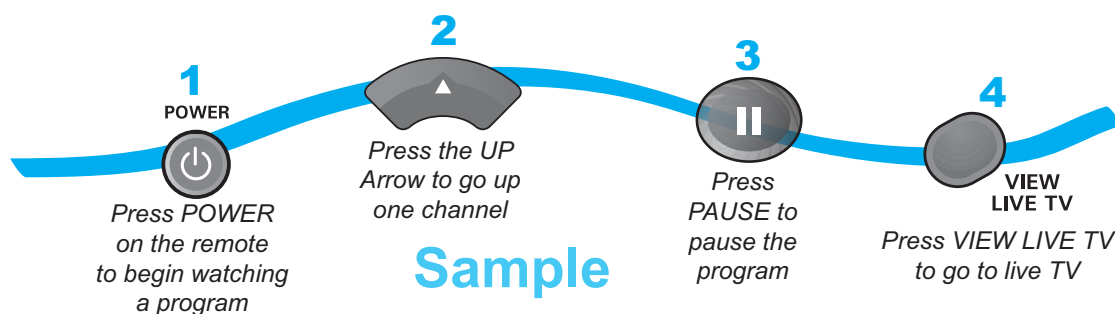 1
POWER
Press POWER
on the remote
to begin watching
a program
2
Press the UP
Arrow to go up
one channel
3
Press
PAUSE to
pause the
program
4
VIEW
LIVE TV
Press VIEW LIVE TV
to go to live TV
Sample